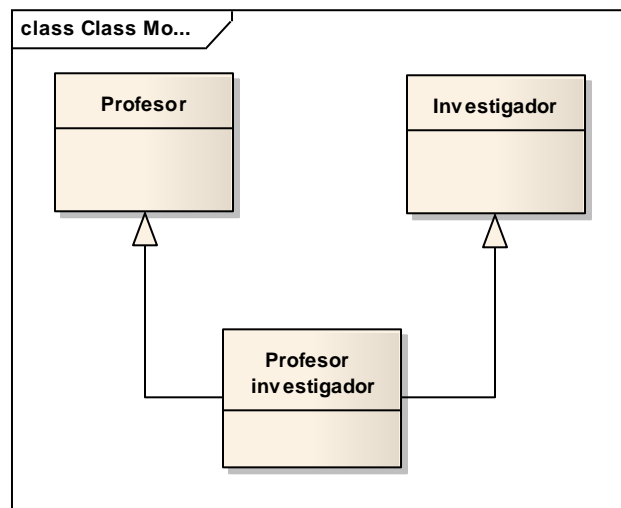 class Class Mo...
Profesor
Investigador
Profesor
investigador